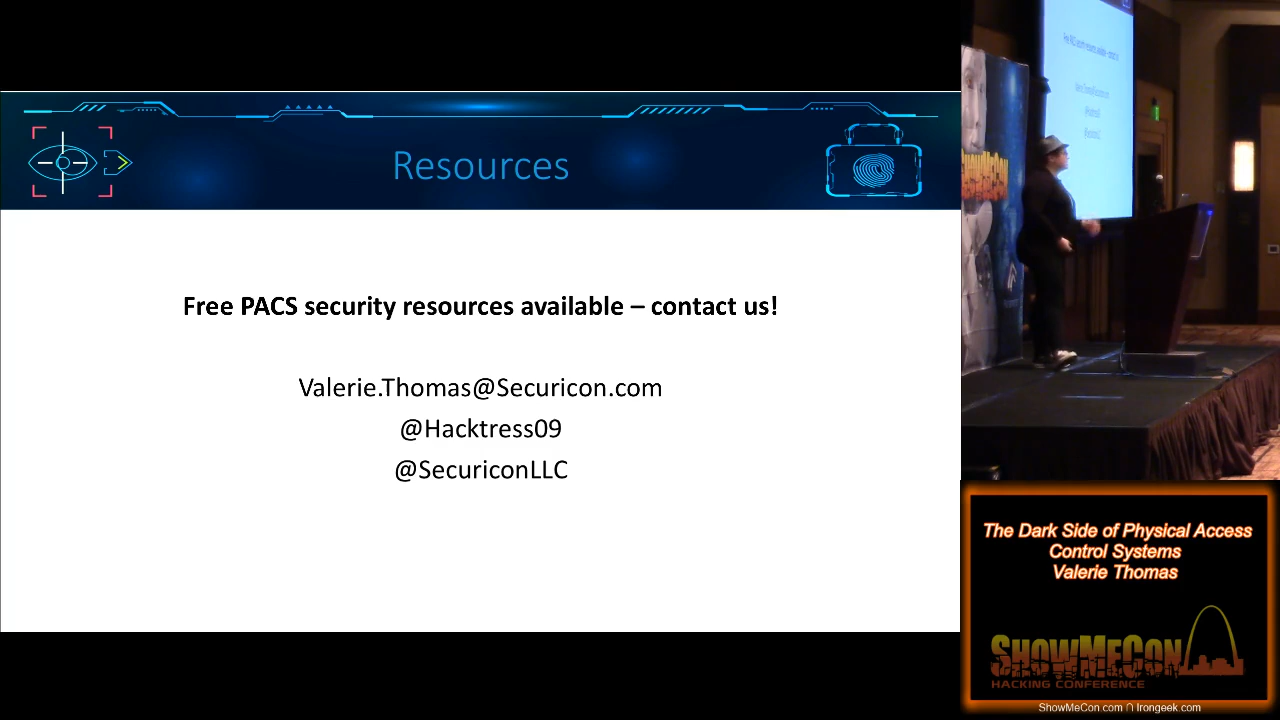 Resources
Free PACS security resources available – contact us!
Valerie.Thomas@Securicon.com
@Hacktress09
@SecuriconLLC
SHOWMECON
The Dark Side of Physical Access
Control Systems
Valerie Thomas
SHOWMECON
HACKING CONFERENCE
ShowMeCon.com ∩ Irongeek.com